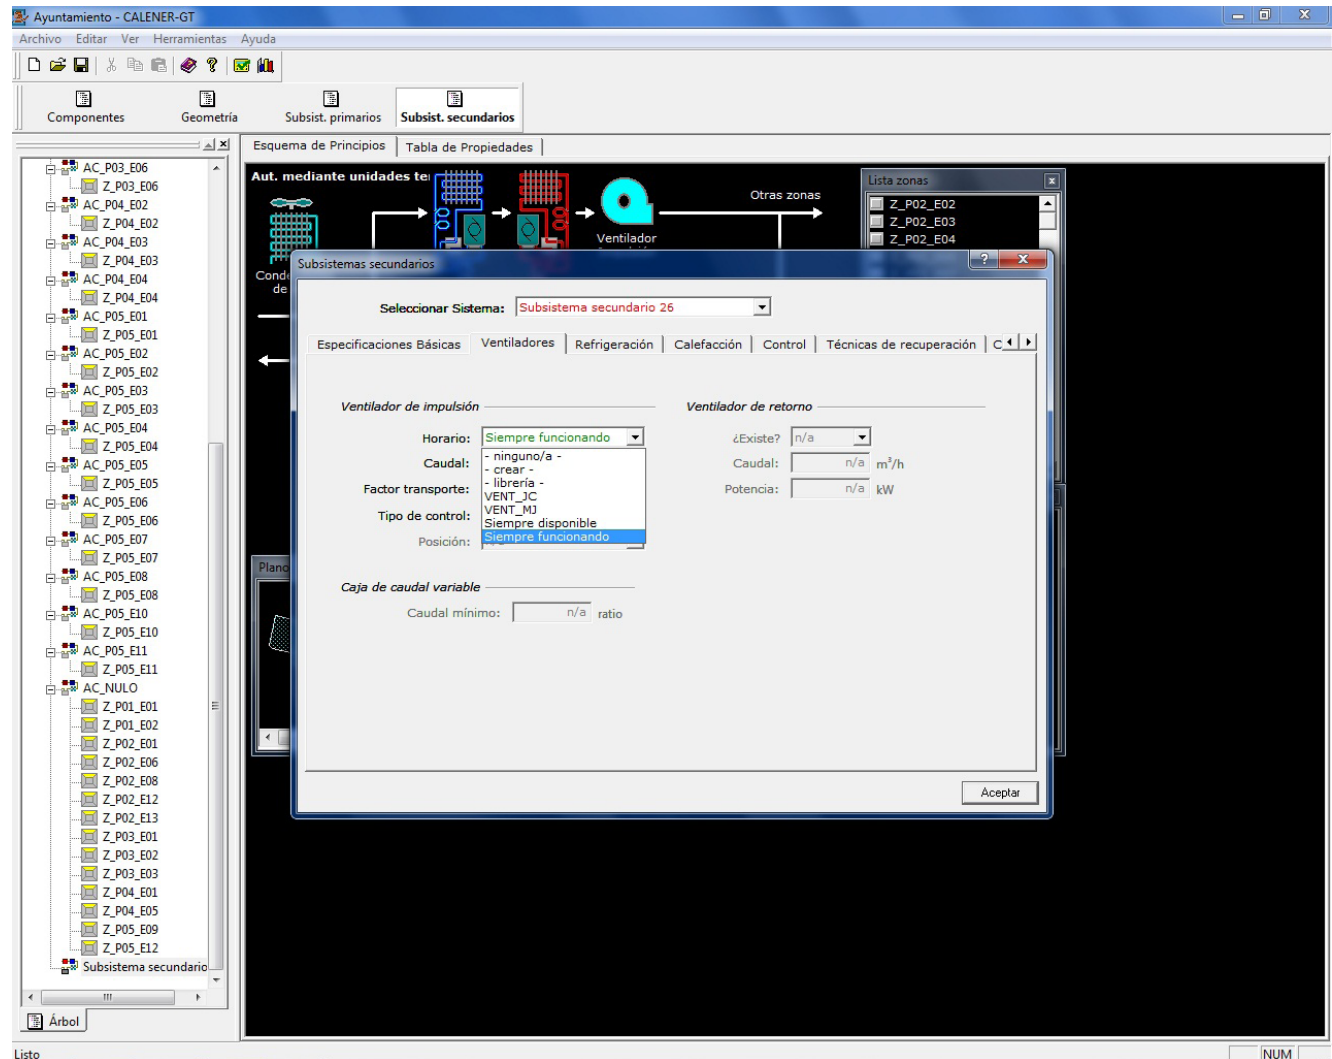 Ayuntamiento - CALENER-GT
Archivo Editar Ver Herramientas Ayuda
Componentes Geometría Subsist. primarios Subsist. secundarios
AC_P03_E06
Z_P03_E06
AC_P04_E02
Z_P04_E02
AC_P04_E03
Z_P04_E03
AC_P04_E04
Z_P04_E04
AC_P05_E01
Z_P05_E01
AC_P05_E02
Z_P05_E02
AC_P05_E03
Z_P05_E03
AC_P05_E04
Z_P05_E04
AC_P05_E05
Z_P05_E05
AC_P05_E06
Z_P05_E06
AC_P05_E07
Z_P05_E07
AC_P05_E08
Z_P05_E08
AC_P05_E10
Z_P05_E10
AC_P05_E11
Z_P05_E11
AC_NULO
Z_P01_E01
Z_P01_E02
Z_P02_E01
Z_P02_E06
Z_P02_E08
Z_P02_E12
Z_P02_E13
Z_P03_E01
Z_P03_E02
Z_P03_E03
Z_P04_E01
Z_P04_E05
Z_P05_E09
Z_P05_E12
Subsistema secundario
Árbol
Listo
NUM
Esquema de Principios Tabla de Propiedades
Aut. mediante unidades
Otras zonas
Ventilador
de
Lista zonas
Z_P02_E02
Z_P02_E03
Z_P02_E04
Plano
Subsistemas secundarios
Seleccionar Sistema: Subsistema secundario 26
Especificaciones Básicas Ventiladores Refrigeración Calefacción Control Técnicas de recuperación C
Ventilador de impulsión
Horario: Siempre funcionando
- ninguno/a -
- crear -
- librería -
VENT_JC
VENT_MJ
Siempre disponible
Siempre funcionando
Caudal:
Factor transporte:
Tipo de control:
Posición:
Ventilador de retorno
¿Existe? n/a
Caudal: n/a m³/h
Potencia: n/a kW
Caja de caudal variable
Caudal mínimo: n/a ratio
Aceptar